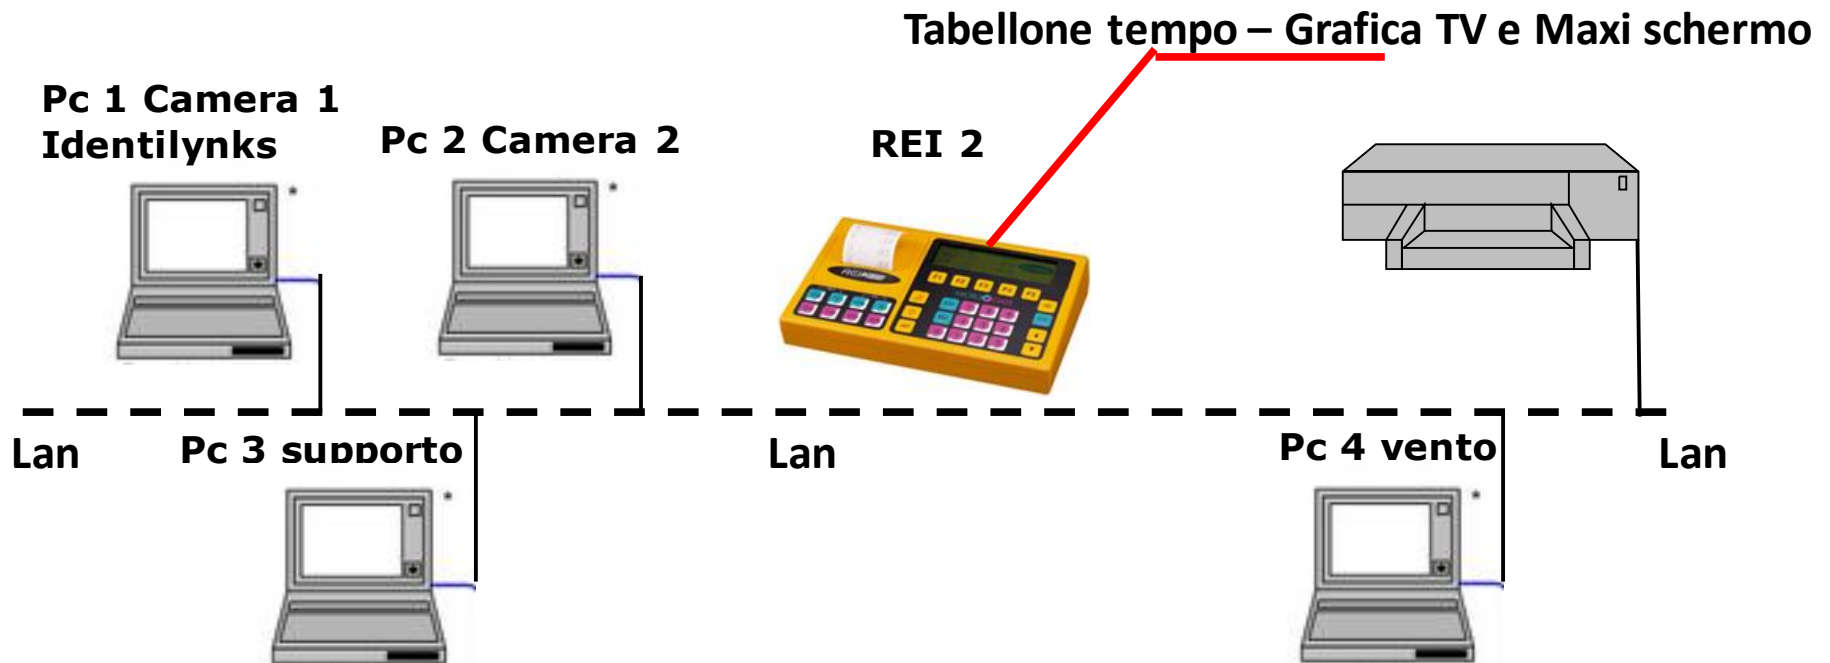 Tabellone tempo – Grafica TV e Maxi schermo
Pc 1 Camera 1
Identilynks
Pc 2 Camera 2
REI 2
*
*
Lan
Pc 3 supporto
Lan
Pc 4 vento
Lan
*
*